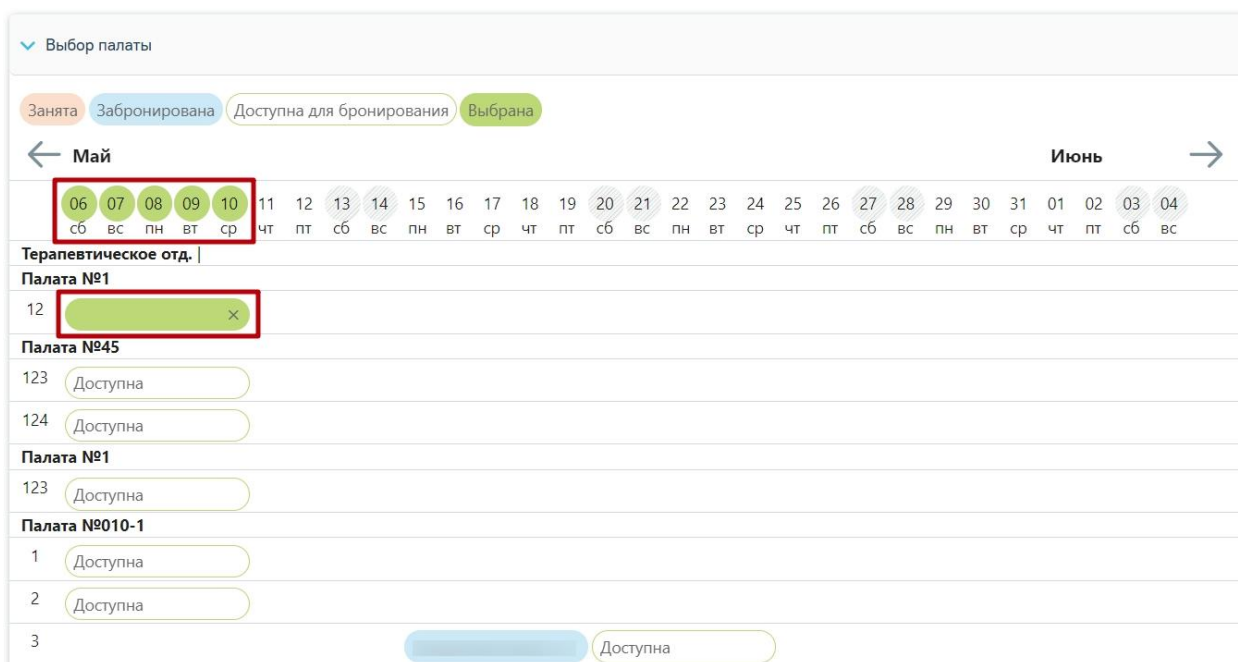 Выбор палаты
Занята Забронирована Доступна для бронирования Выбрана
Май Июнь
06 07 08 09 10 11 12 13 14 15 16 17 18 19 20 21 22 23 24 25 26 27 28 29 30 31 01 02 03 04
сб вс пн вт ср чт пт сб вс пн вт ср чт пт сб вс пн вт ср чт пт сб вс пн вт ср чт пт сб вс
Терапевтическое отд. |
Палата №1
12 ×
Палата №45
123 Доступна
124 Доступна
Палата №1
123 Доступна
Палата №010-1
1 Доступна
2 Доступна
3 Доступна